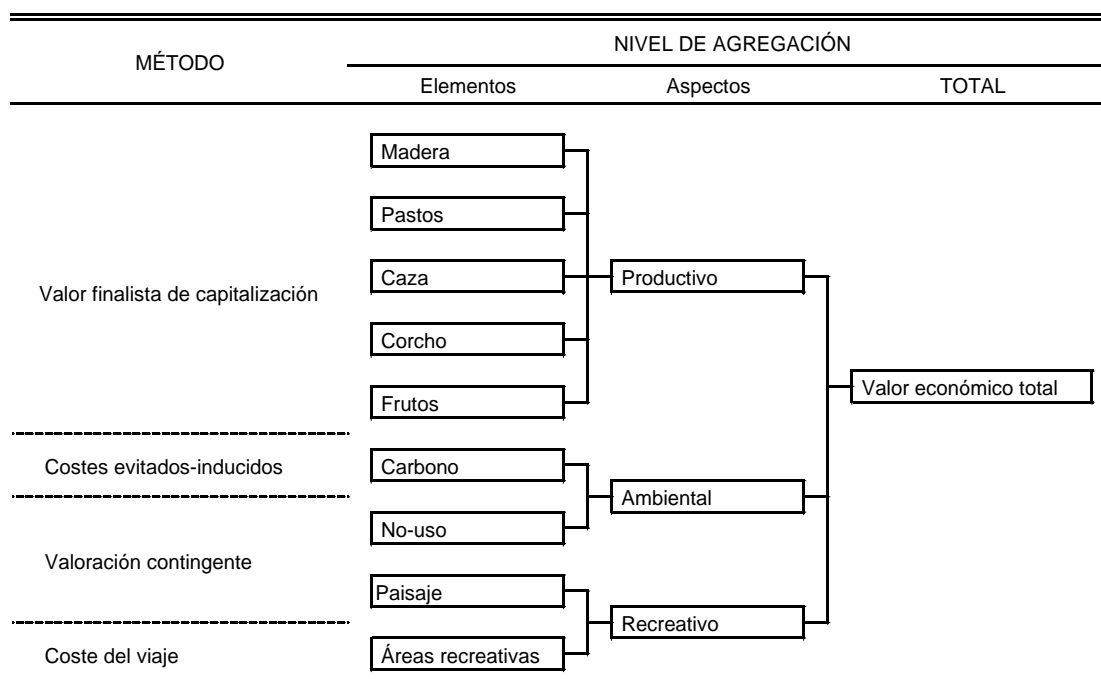 MÉTODO
NIVEL DE AGREGACIÓN
Elementos
Aspectos
TOTAL
Madera
Pastos
Valor finalista de capitalización
Caza
Productivo
Corcho
Valor económico total
Frutos
Costes evitados-inducidos
Carbono
Ambiental
No-uso
Valoración contingente
Paisaje
Recreativo
Coste del viaje
Áreas recreativas